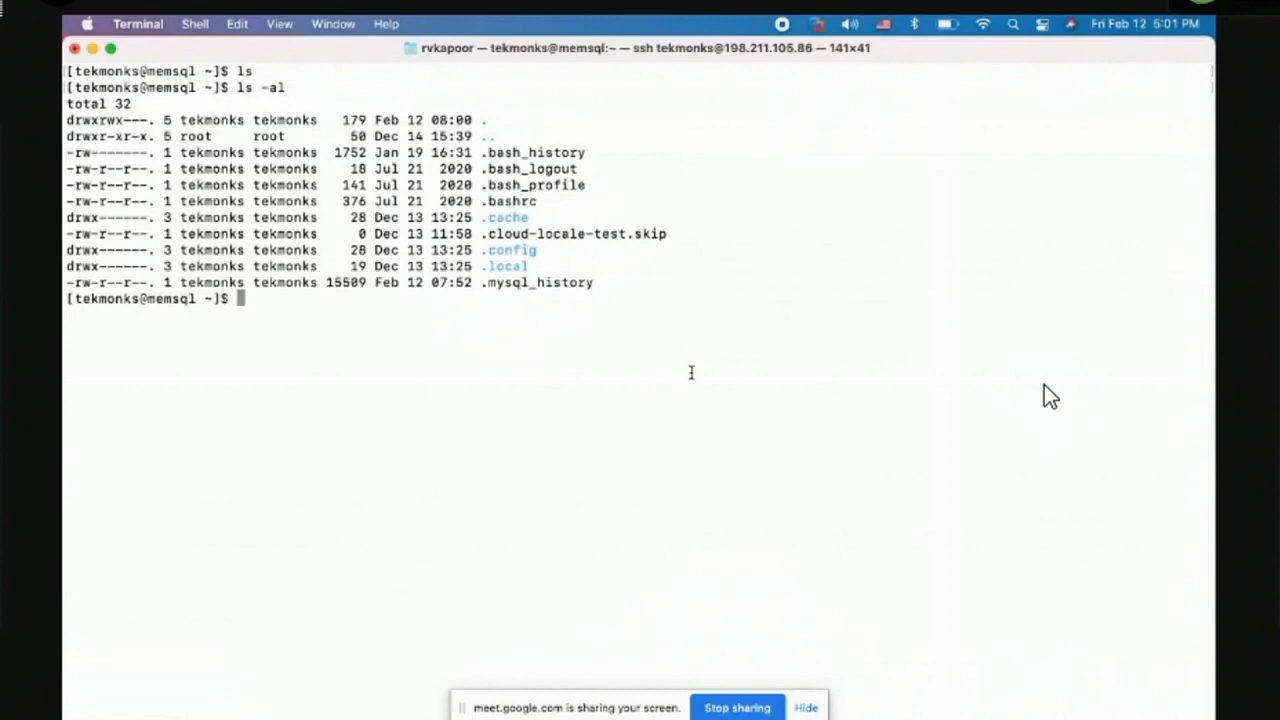 Terminal Shell Edit View Window Help Fri Feb 12 5:01 PM
rvkapoor — tekmonks@memsql:~ — ssh tekmonks@198.211.105.86 — 141×41
[tekmonks@memsql ~]$ ls
[tekmonks@memsql ~]$ ls -al
total 32
drwxrwx---. 5 tekmonks tekmonks 179 Feb 12 08:00 .
drwxr-xr-x. 5 root root 50 Dec 14 15:39 ..
-rw-------. 1 tekmonks tekmonks 1752 Jan 19 16:31 .bash_history
-rw-r--r--. 1 tekmonks tekmonks 18 Jul 21 2020 .bash_logout
-rw-r--r--. 1 tekmonks tekmonks 141 Jul 21 2020 .bash_profile
-rw-r--r--. 1 tekmonks tekmonks 376 Jul 21 2020 .bashrc
drwx------. 3 tekmonks tekmonks 28 Dec 13 13:25 .cache
-rw-r--r--. 1 tekmonks tekmonks 0 Dec 13 11:58 .cloud-locale-test.skip
drwx------. 3 tekmonks tekmonks 28 Dec 13 13:25 .config
drwx------. 3 tekmonks tekmonks 19 Dec 13 13:25 .local
-rw-r--r--. 1 tekmonks tekmonks 15509 Feb 12 07:52 .mysql_history
[tekmonks@memsql ~]$
meet.google.com is sharing your screen. Stop sharing Hide